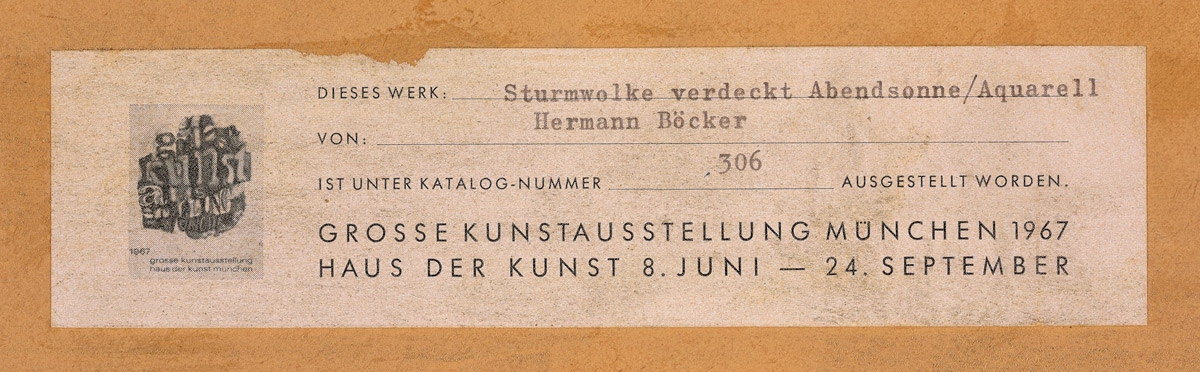 DIESES WERK: Sturmwolke verdeckt Abendsonne/Aquarell
VON: Hermann Böcker
IST UNTER KATALOG-NUMMER 306 AUSGESTELLT WORDEN.
GROSSE KUNSTAUSSTELLUNG MÜNCHEN 1967
HAUS DER KUNST 8. JUNI — 24. SEPTEMBER
kunst
1967
grosse kunstausstellung
haus der kunst münchen